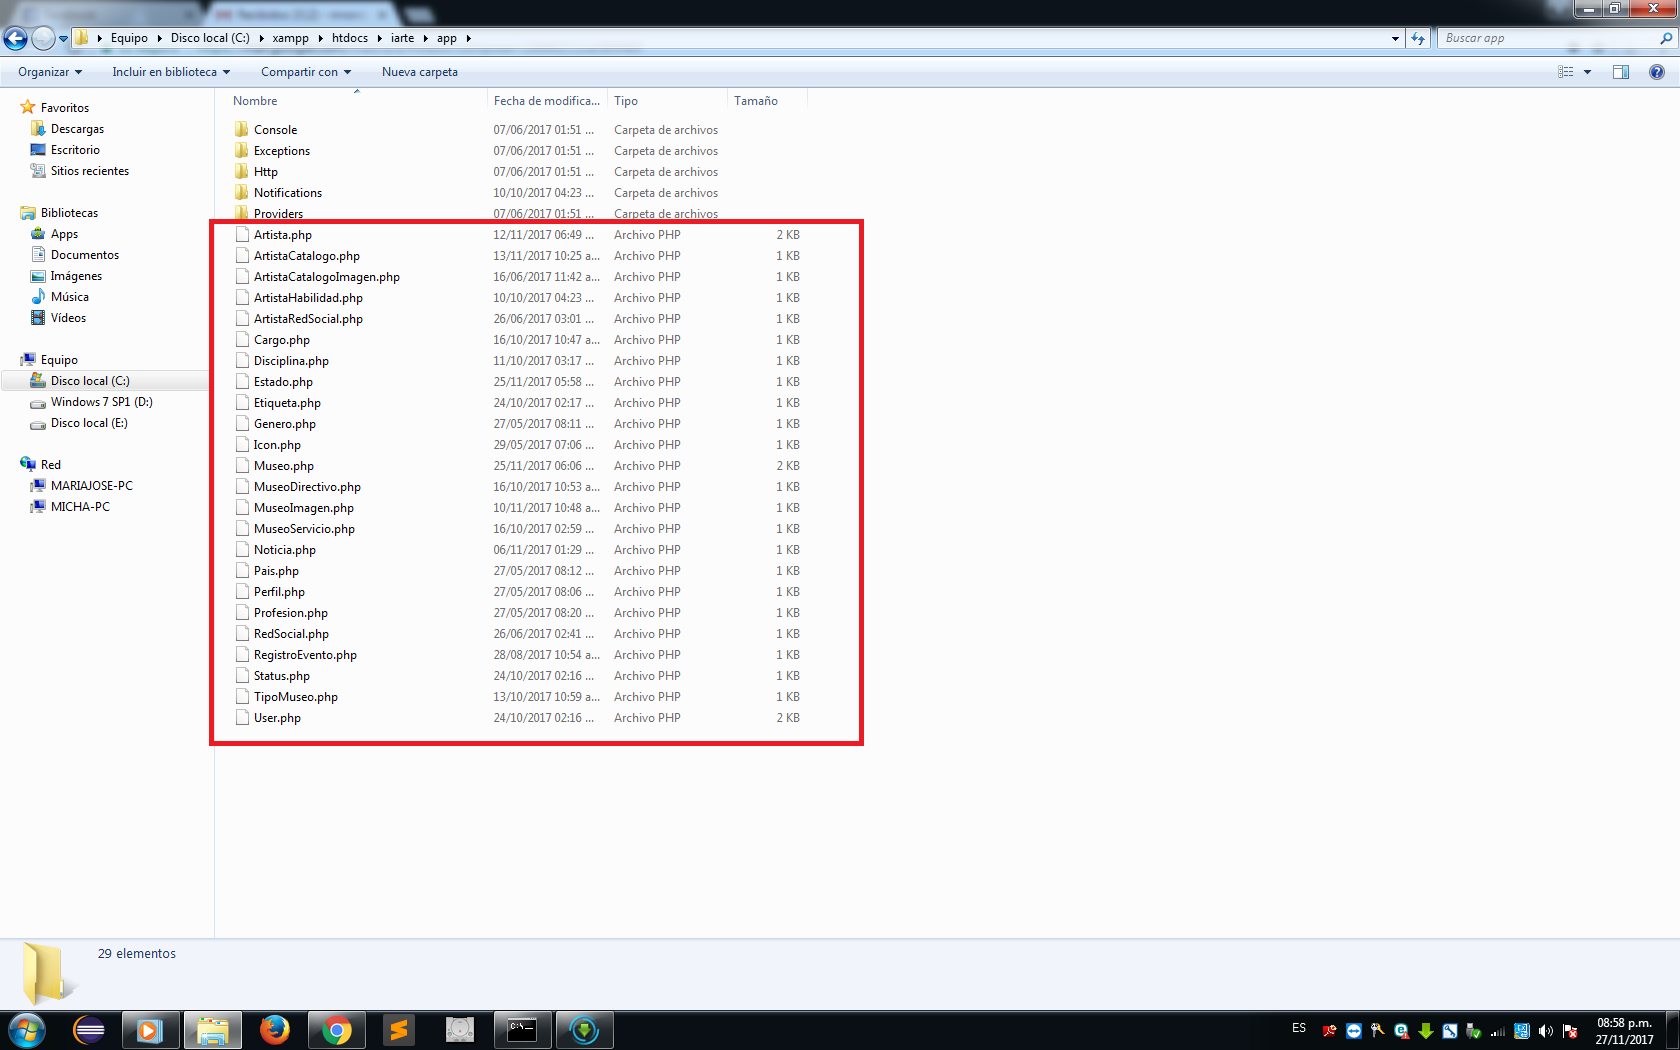 Equipo Disco local (C:) xampp htdocs iarte app
Buscar app
Organizar Incluir en biblioteca Compartir con Nueva carpeta
Favoritos
Descargas
Escritorio
Sitios recientes
Bibliotecas
Apps
Documentos
Imágenes
Música
Vídeos
Equipo
Disco local (C:)
Windows 7 SP1 (D:)
Disco local (E:)
Red
MARIAJOSE-PC
MICHA-PC
Nombre Fecha de modifica... Tipo Tamaño
Console 07/06/2017 01:51 ... Carpeta de archivos
Exceptions 07/06/2017 01:51 ... Carpeta de archivos
Http 07/06/2017 01:51 ... Carpeta de archivos
Notifications 10/10/2017 04:23 ... Carpeta de archivos
Providers 07/06/2017 01:51 ... Carpeta de archivos
Artista.php 12/11/2017 06:49 ... Archivo PHP 2 KB
ArtistaCatalogo.php 13/11/2017 10:25 a... Archivo PHP 1 KB
ArtistaCatalogoImagen.php 16/06/2017 11:42 a... Archivo PHP 1 KB
ArtistaHabilidad.php 10/10/2017 04:23 ... Archivo PHP 1 KB
ArtistaRedSocial.php 26/06/2017 03:01 ... Archivo PHP 1 KB
Cargo.php 16/10/2017 10:47 a... Archivo PHP 1 KB
Disciplina.php 11/10/2017 03:17 ... Archivo PHP 1 KB
Estado.php 25/11/2017 05:58 ... Archivo PHP 1 KB
Etiqueta.php 24/10/2017 02:17 ... Archivo PHP 1 KB
Genero.php 27/05/2017 08:11 ... Archivo PHP 1 KB
Icon.php 29/05/2017 07:06 ... Archivo PHP 1 KB
Museo.php 25/11/2017 06:06 ... Archivo PHP 2 KB
MuseoDirectivo.php 16/10/2017 10:53 a... Archivo PHP 1 KB
MuseoImagen.php 10/11/2017 10:48 a... Archivo PHP 1 KB
MuseoServicio.php 16/10/2017 02:59 ... Archivo PHP 1 KB
Noticia.php 06/11/2017 01:29 ... Archivo PHP 1 KB
Pais.php 27/05/2017 08:12 ... Archivo PHP 1 KB
Perfil.php 27/05/2017 08:06 ... Archivo PHP 1 KB
Profesion.php 27/05/2017 08:20 ... Archivo PHP 1 KB
RedSocial.php 26/06/2017 02:41 ... Archivo PHP 1 KB
RegistroEvento.php 28/08/2017 10:54 a... Archivo PHP 1 KB
Status.php 24/10/2017 02:16 ... Archivo PHP 1 KB
TipoMuseo.php 13/10/2017 10:59 a... Archivo PHP 1 KB
User.php 24/10/2017 02:16 ... Archivo PHP 2 KB
29 elementos
ES
08:58 p.m.
27/11/2017